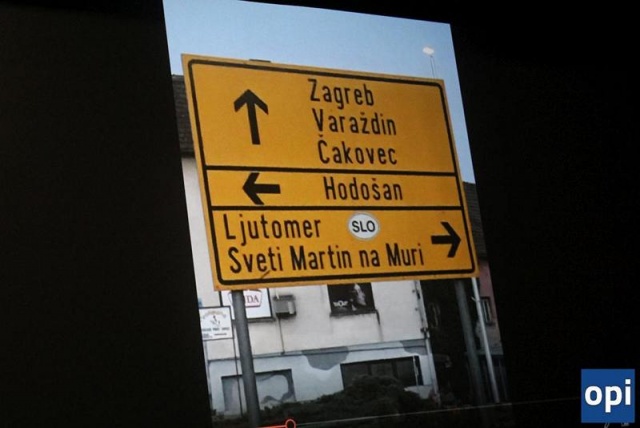 Zagreb
Varaždin
Čakovec
Hodošan
Ljutomer SLO
Sveti Martin na Muri
opi